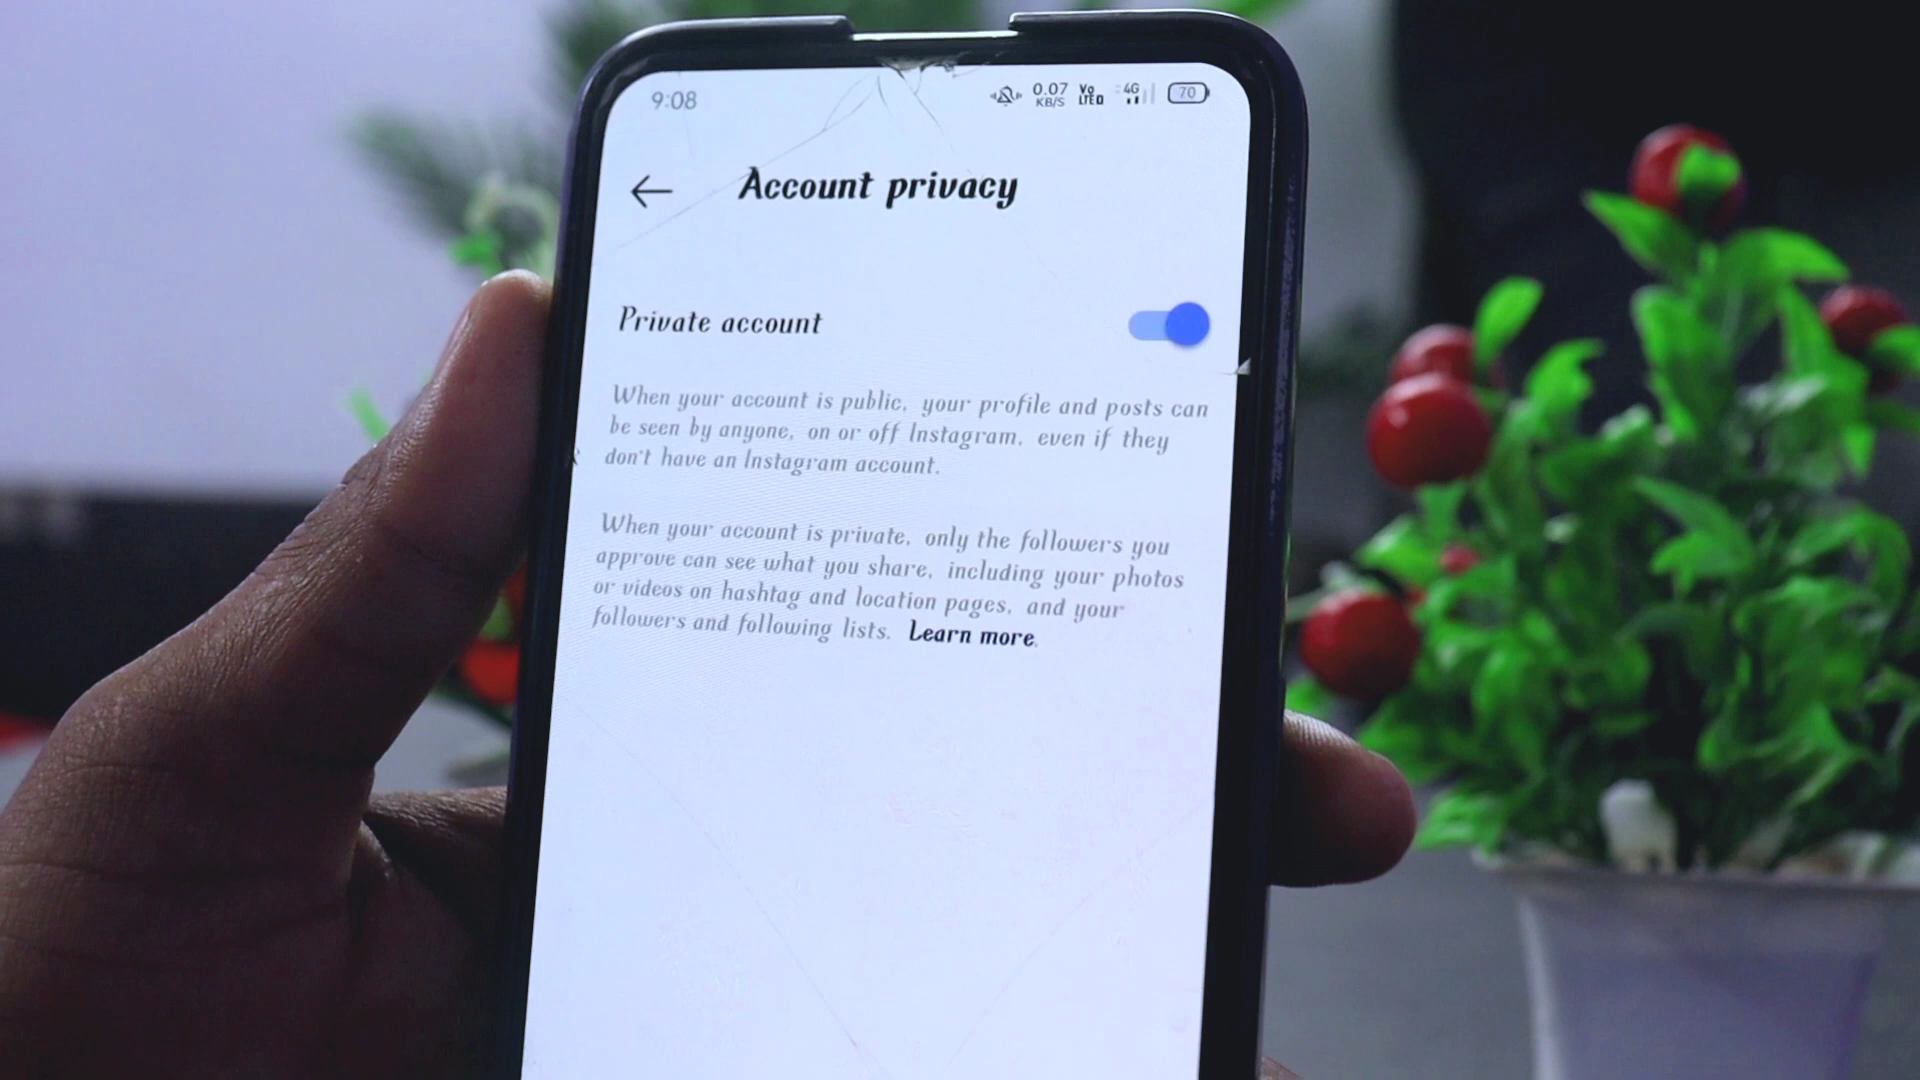 9:08
0.07
KB/S
Vo
LTE
4G
70
Account privacy
Private account
When your account is public, your profile and posts can
be seen by anyone, on or off Instagram, even if they
don't have an Instagram account.
When your account is private, only the followers you
approve can see what you share, including your photos
or videos on hashtag and location pages, and your
followers and following lists. Learn more.